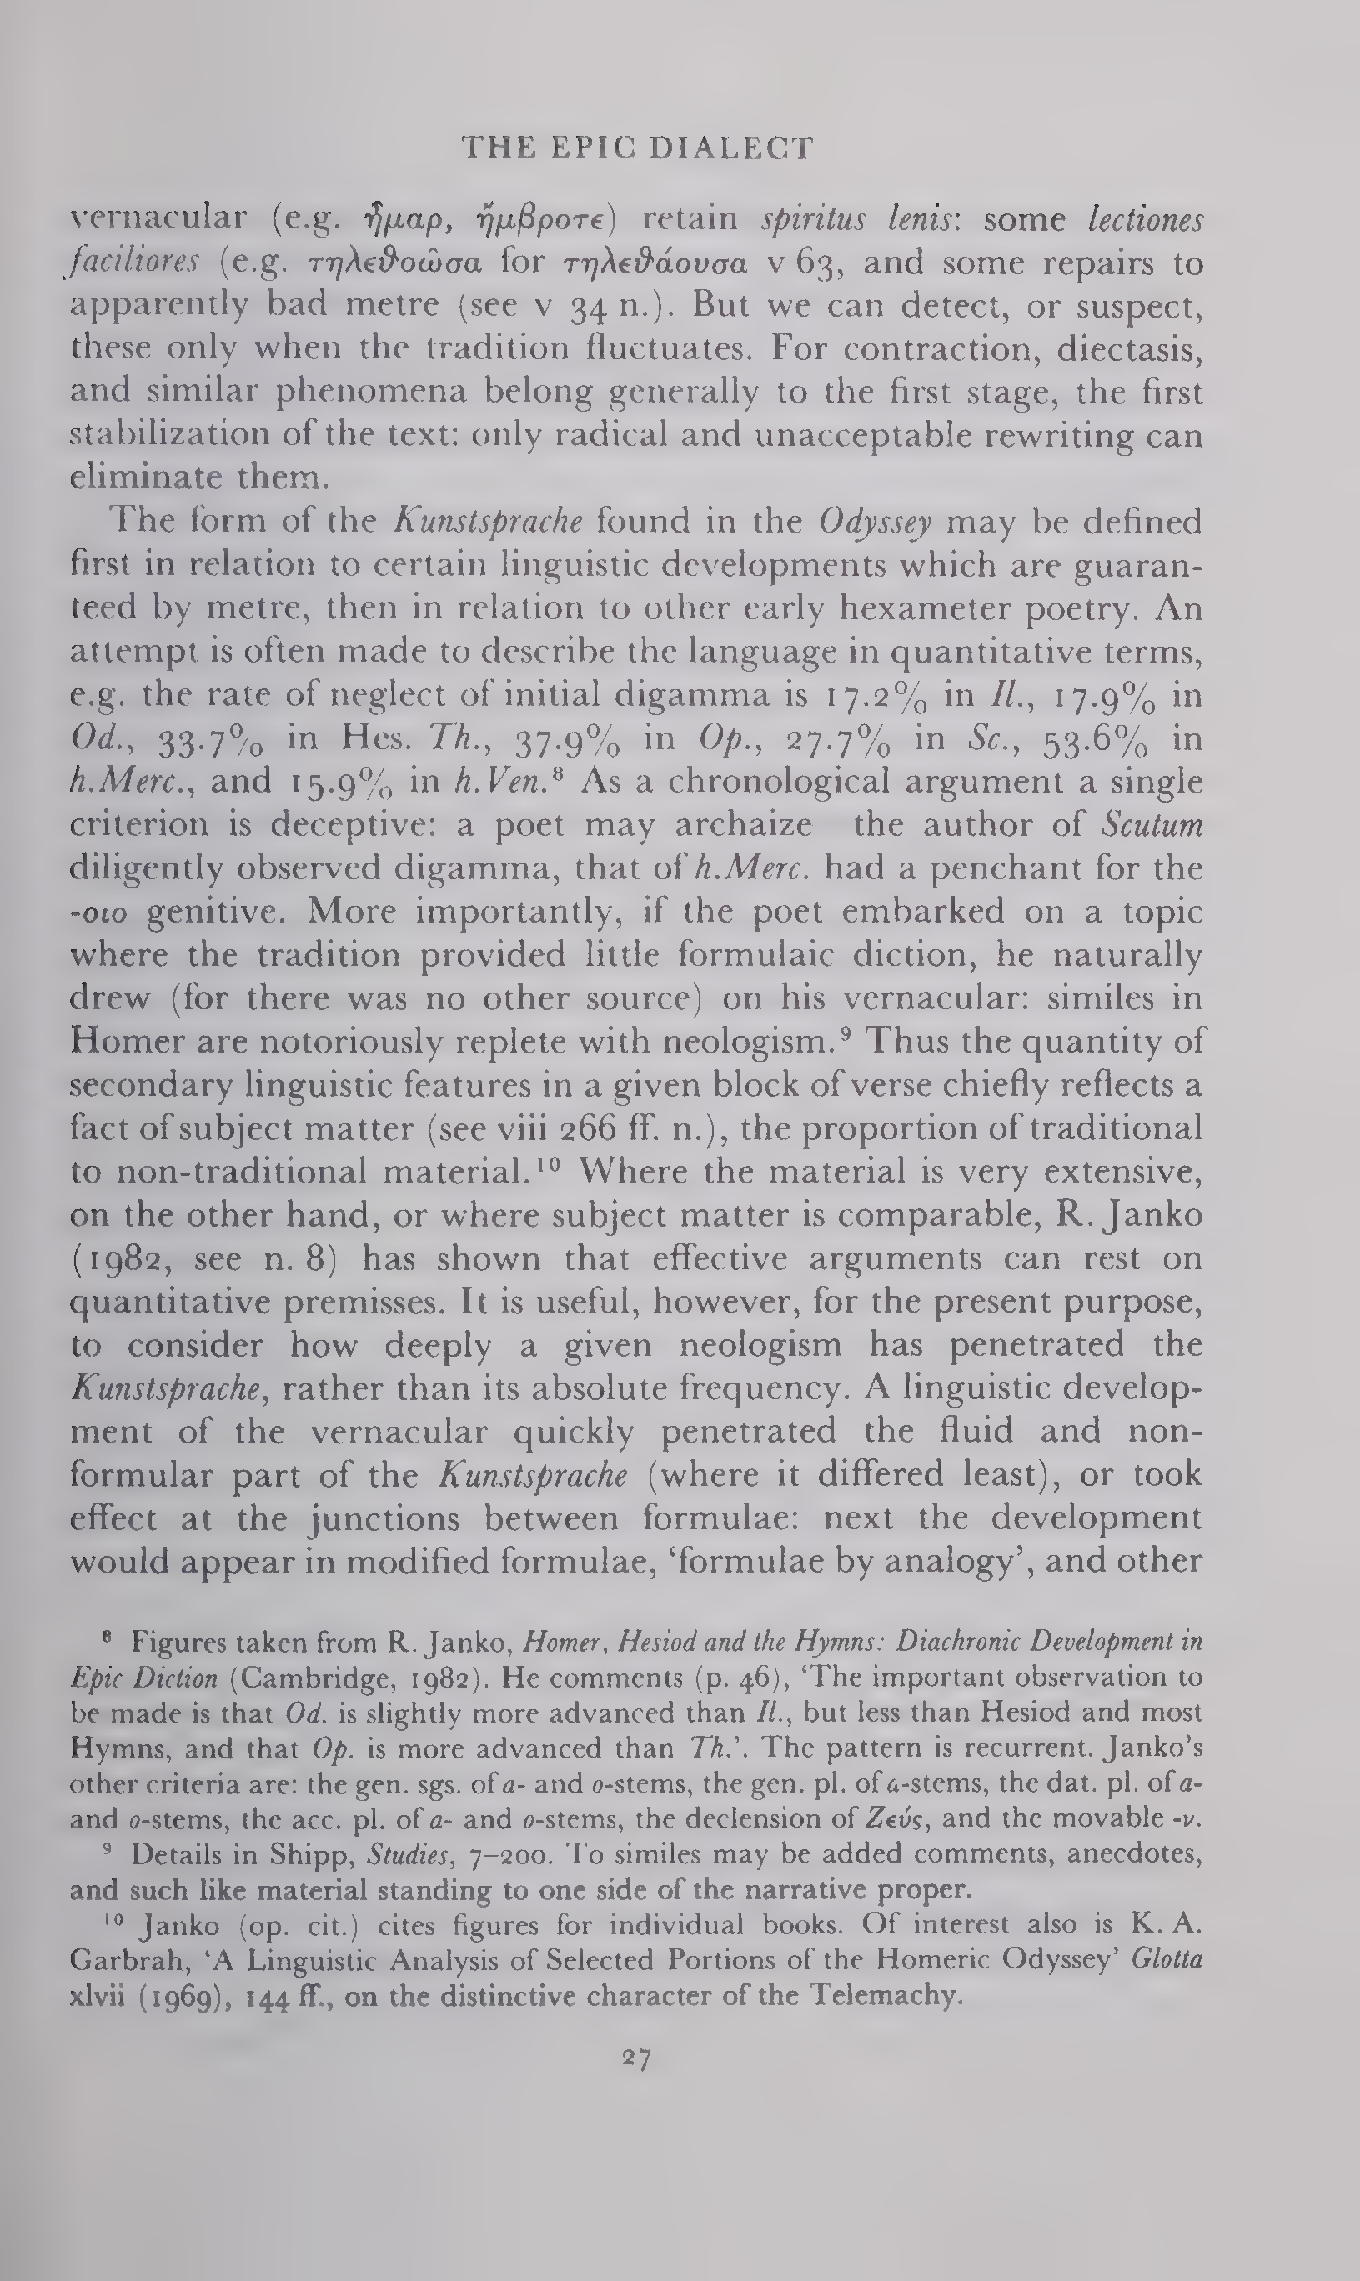 THE EPIC DIALECT
vernacular (e.g. ἦμαρ, ἤμβροτε) retain spiritus lenis: some lectiones
faciliores (e.g. τηλεϑοῶσα for τηλεϑάουσα v 63, and some repairs to
apparently bad metre (see v 34 n.). But we can detect, or suspect,
these only when the tradition fluctuates. For contraction, diectasis,
and similar phenomena belong generally to the first stage, the first
stabilization of the text: only radical and unacceptable rewriting can
eliminate them.
The form of the Kunstsprache found in the Odyssey may be defined
first in relation to certain linguistic developments which are guaran-
teed by metre, then in relation to other early hexameter poetry. An
attempt is often made to describe the language in quantitative terms,
e.g. the rate of neglect of initial digamma is 17.2% in Il., 17.9% in
Od., 33.7% in Hes. Th., 37.9% in Op., 27.7% in Sc., 53.6% in
h.Merc., and 15.9% in h.Ven.⁸ As a chronological argument a single
criterion is deceptive: a poet may archaize the author of Scutum
diligently observed digamma, that of h.Merc. had a penchant for the
-οιο genitive. More importantly, if the poet embarked on a topic
where the tradition provided little formulaic diction, he naturally
drew (for there was no other source) on his vernacular: similes in
Homer are notoriously replete with neologism.⁹ Thus the quantity of
secondary linguistic features in a given block of verse chiefly reflects a
fact of subject matter (see viii 266 ff. n.), the proportion of traditional
to non-traditional material.¹⁰ Where the material is very extensive,
on the other hand, or where subject matter is comparable, R. Janko
(1982, see n. 8) has shown that effective arguments can rest on
quantitative premisses. It is useful, however, for the present purpose,
to consider how deeply a given neologism has penetrated the
Kunstsprache, rather than its absolute frequency. A linguistic develop-
ment of the vernacular quickly penetrated the fluid and non-
formular part of the Kunstsprache (where it differed least), or took
effect at the junctions between formulae: next the development
would appear in modified formulae, ‘formulae by analogy’, and other
⁸ Figures taken from R. Janko, Homer, Hesiod and the Hymns: Diachronic Development in
Epic Diction (Cambridge, 1982). He comments (p. 46), ‘The important observation to
be made is that Od. is slightly more advanced than Il., but less than Hesiod and most
Hymns, and that Op. is more advanced than Th.’. The pattern is recurrent. Janko’s
other criteria are: the gen. sgs. of a- and o-stems, the gen. pl. of a-stems, the dat. pl. of a-
and o-stems, the acc. pl. of a- and o-stems, the declension of Ζεύς, and the movable -ν.
⁹ Details in Shipp, Studies, 7–200. To similes may be added comments, anecdotes,
and such like material standing to one side of the narrative proper.
¹⁰ Janko (op. cit.) cites figures for individual books. Of interest also is K. A.
Garbrah, ‘A Linguistic Analysis of Selected Portions of the Homeric Odyssey’ Glotta
xlvii (1969), 144 ff., on the distinctive character of the Telemachy.
27